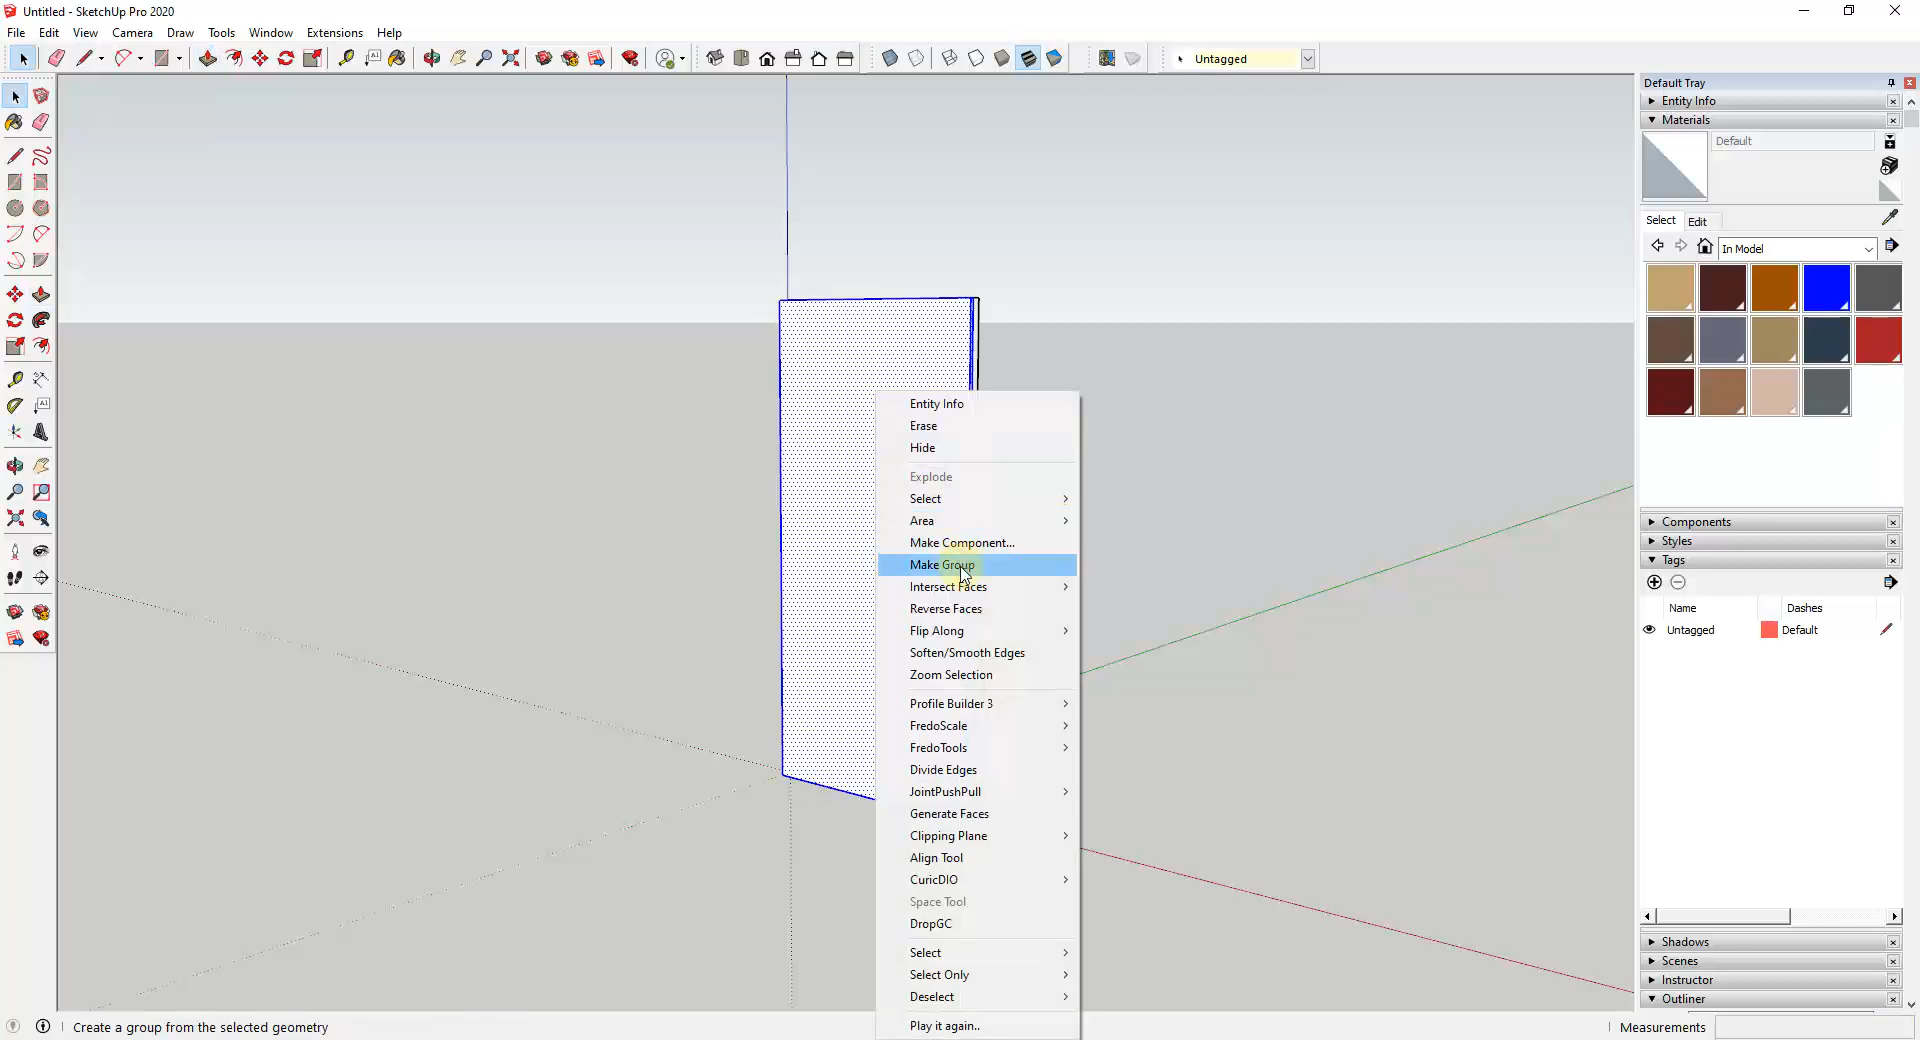 Untitled - SketchUp Pro 2020
File Edit View Camera Draw Tools Window Extensions Help
Untagged
Default Tray
Entity Info
Materials
Default
Select Edit
In Model
Entity Info
Erase
Hide
Explode
Select
Area
Make Component...
Make Group
Intersect Faces
Reverse Faces
Flip Along
Soften/Smooth Edges
Zoom Selection
Profile Builder 3
FredoScale
FredoTools
Divide Edges
JointPushPull
Generate Faces
Clipping Plane
Align Tool
CuricDIO
Space Tool
DropGC
Select
Select Only
Deselect
Play it again..
Components
Styles
Tags
Name Dashes
Untagged Default
Shadows
Scenes
Instructor
Outliner
Create a group from the selected geometry
Measurements